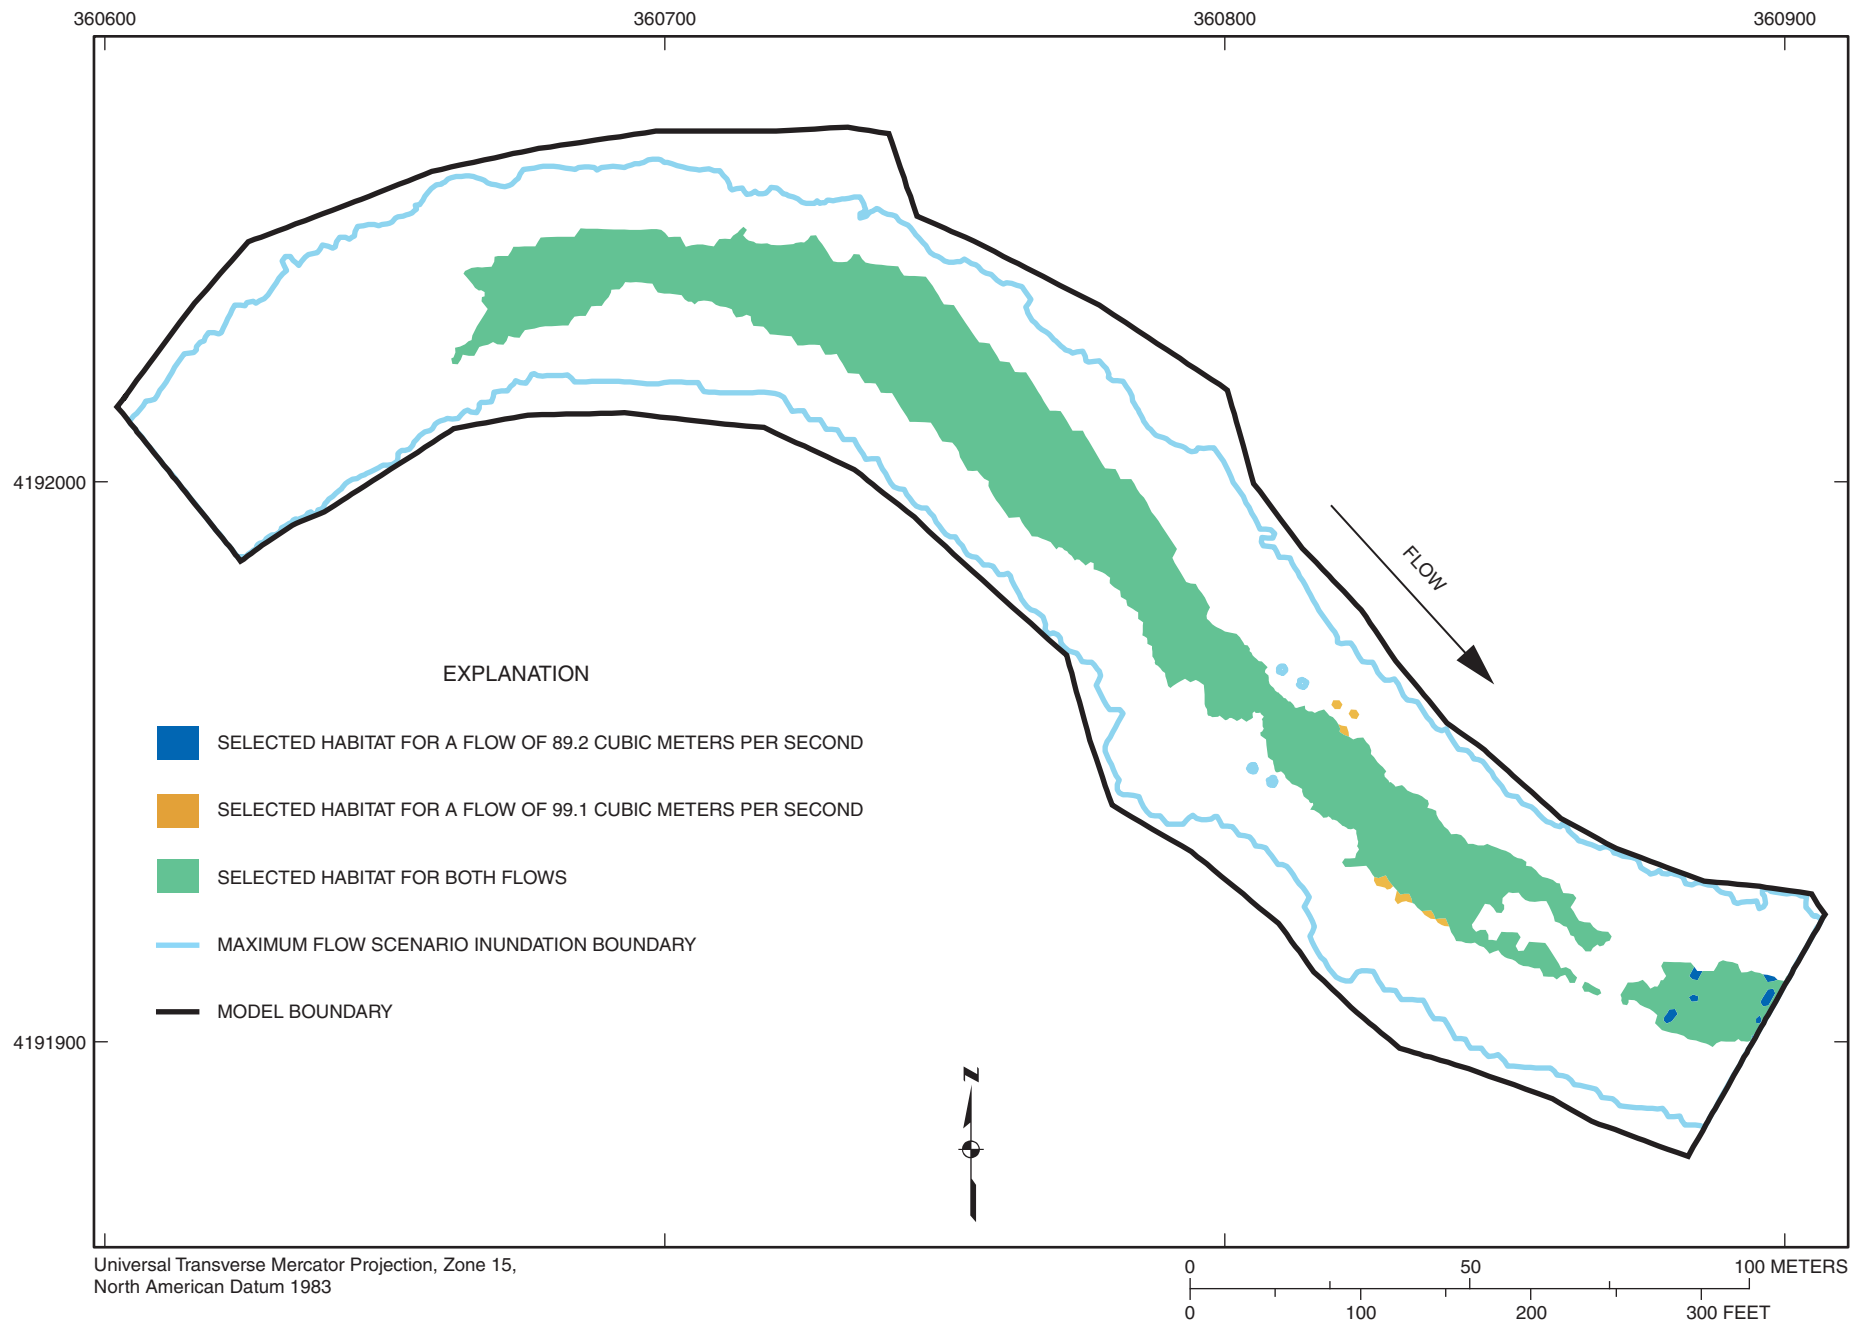 360600 360700 360800 360900
4192000
FLOW
EXPLANATION
SELECTED HABITAT FOR A FLOW OF 89.2 CUBIC METERS PER SECOND
SELECTED HABITAT FOR A FLOW OF 99.1 CUBIC METERS PER SECOND
SELECTED HABITAT FOR BOTH FLOWS
MAXIMUM FLOW SCENARIO INUNDATION BOUNDARY
MODEL BOUNDARY
4191900
N
Universal Transverse Mercator Projection, Zone 15,
North American Datum 1983
0 50 100 METERS
0 100 200 300 FEET